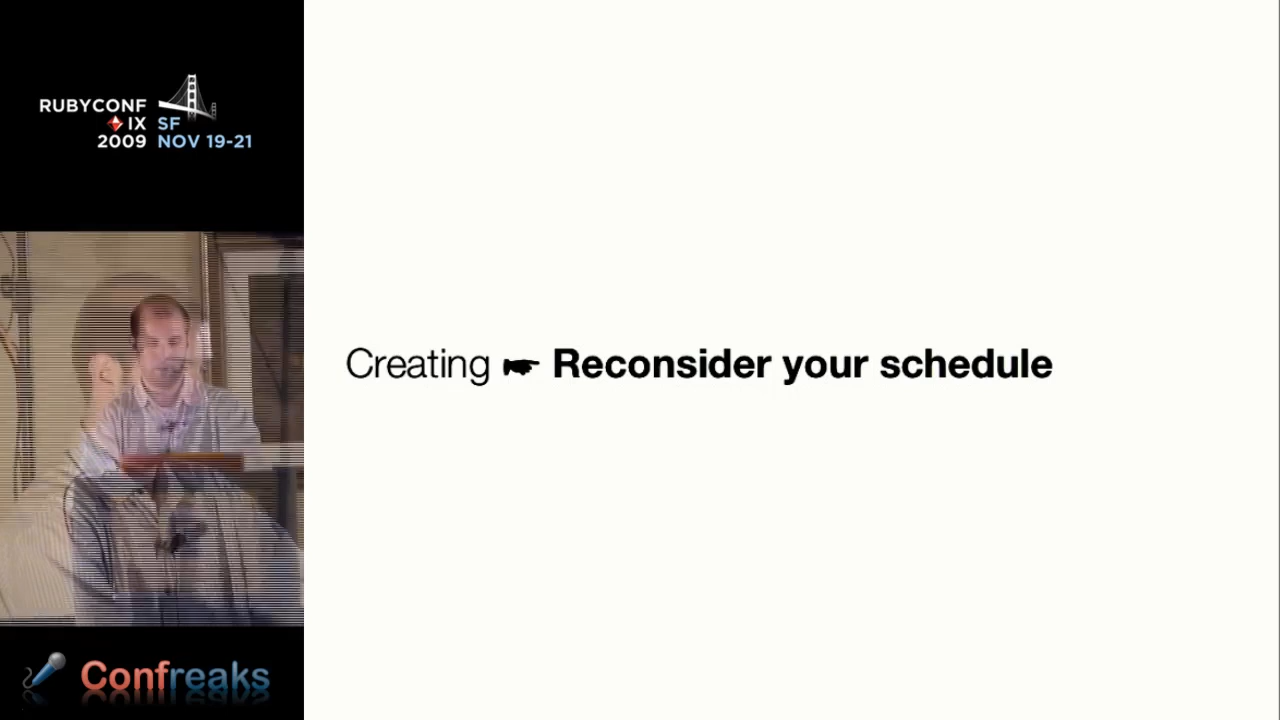 RUBYCONF
IX SF
2009 NOV 19-21
Creating ☛ Reconsider your schedule
Confreaks